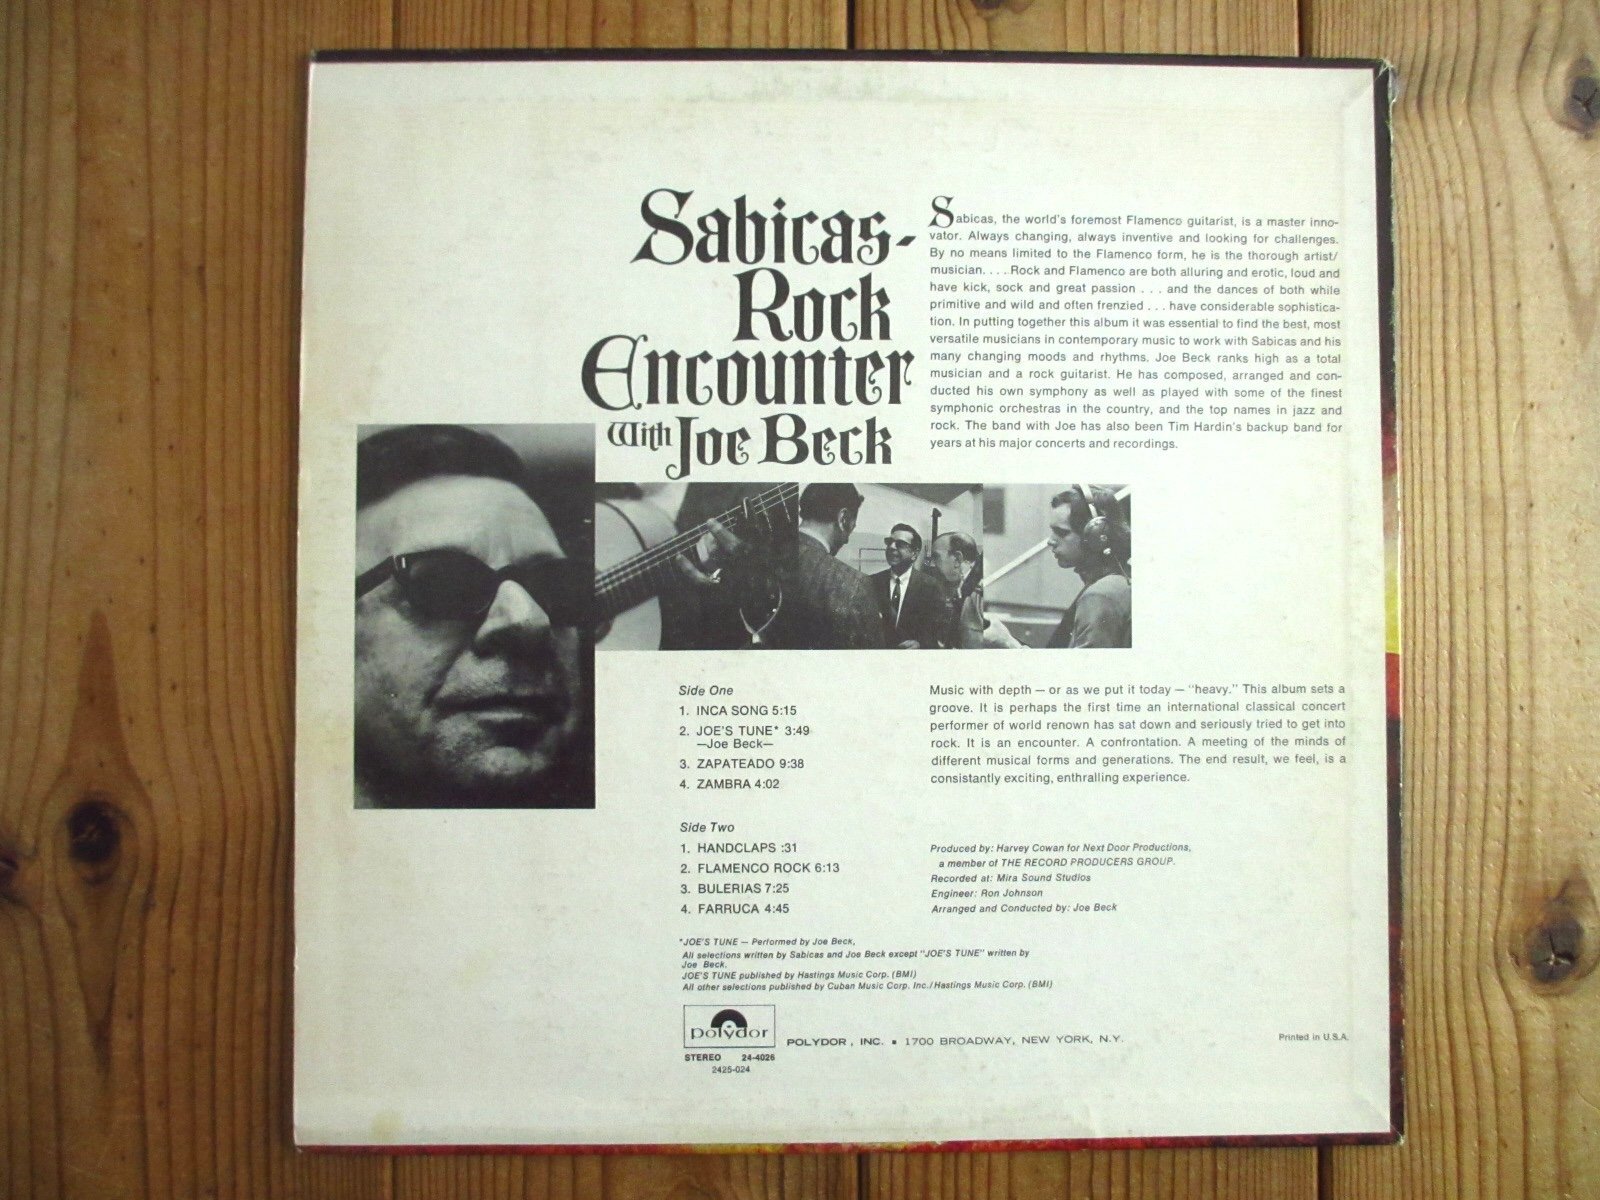 Sabicas-
Rock
Encounter
With Joe Beck
Sabicas, the world's foremost Flamenco guitarist, is a master inno-
vator. Always changing, always inventive and looking for challenges.
By no means limited to the Flamenco form, he is the thorough artist/
musician. . . . Rock and Flamenco are both alluring and erotic, loud and
have kick, sock and great passion . . . and the dances of both while
primitive and wild and often frenzied . . . have considerable sophistica-
tion. In putting together this album it was essential to find the best, most
versatile musicians in contemporary music to work with Sabicas and his
many changing moods and rhythms. Joe Beck ranks high as a total
musician and a rock guitarist. He has composed, arranged and con-
ducted his own symphony as well as played with some of the finest
symphonic orchestras in the country, and the top names in jazz and
rock. The band with Joe has also been Tim Hardin's backup band for
years at his major concerts and recordings.
Side One
1. INCA SONG 5:15
2. JOE'S TUNE* 3:49
—Joe Beck—
3. ZAPATEADO 9:38
4. ZAMBRA 4:02
Side Two
1. HANDCLAPS :31
2. FLAMENCO ROCK 6:13
3. BULERIAS 7:25
4. FARRUCA 4:45
Music with depth — or as we put it today — "heavy." This album sets a
groove. It is perhaps the first time an international classical concert
performer of world renown has sat down and seriously tried to get into
rock. It is an encounter. A confrontation. A meeting of the minds of
different musical forms and generations. The end result, we feel, is a
consistantly exciting, enthralling experience.
Produced by: Harvey Cowan for Next Door Productions,
a member of THE RECORD PRODUCERS GROUP.
Recorded at: Mira Sound Studios
Engineer: Ron Johnson
Arranged and Conducted by: Joe Beck
*JOE'S TUNE — Performed by Joe Beck,
All selections written by Sabicas and Joe Beck except "JOE'S TUNE" written by
Joe Beck.
JOE'S TUNE published by Hastings Music Corp. (BMI)
All other selections published by Cuban Music Corp. Inc./Hastings Music Corp. (BMI)
polydor
POLYDOR, INC. ▪ 1700 BROADWAY, NEW YORK, N.Y.
Printed in U.S.A.
STEREO 24-4026
2425-024